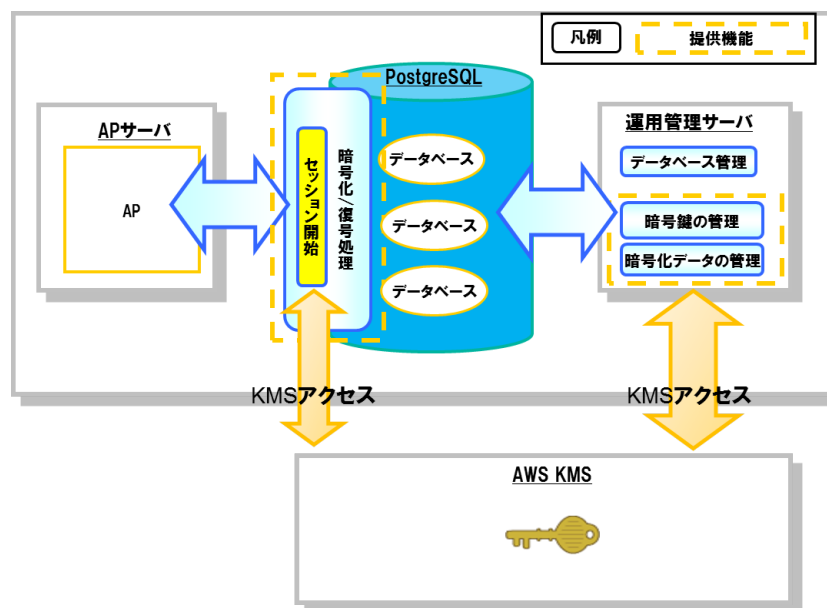 凡例
提供機能
PostgreSQL
APサーバ
AP
セッション開始
暗号化/復号処理
データベース
データベース
データベース
運用管理サーバ
データベース管理
暗号鍵の管理
暗号化データの管理
KMSアクセス
KMSアクセス
AWS KMS